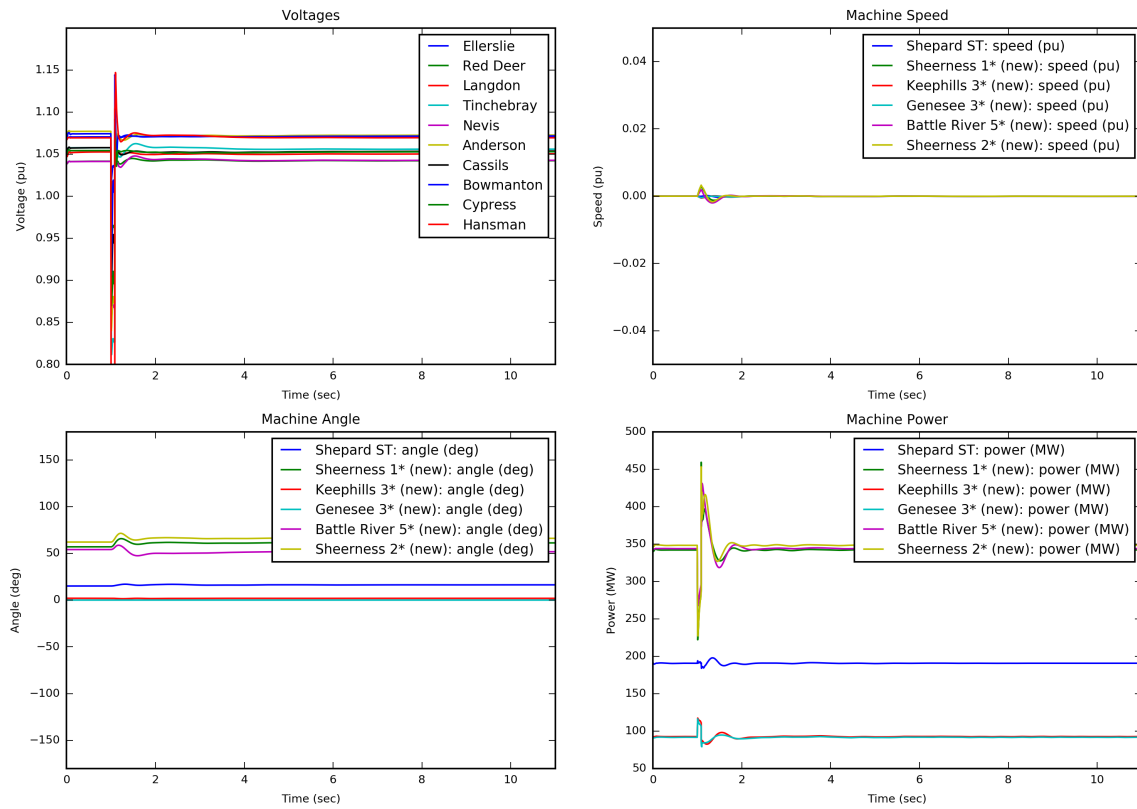 Voltages
1.15
1.10
1.05
1.00
0.95
0.90
0.85
0.80
Voltage (pu)
0
2
4
6
8
10
Time (sec)
Ellerslie
Red Deer
Langdon
Tinchebray
Nevis
Anderson
Cassils
Bowmanton
Cypress
Hansman
Machine Speed
0.04
0.02
0.00
−0.02
−0.04
Speed (pu)
0
2
4
6
8
10
Time (sec)
Shepard ST: speed (pu)
Sheerness 1* (new): speed (pu)
Keephills 3* (new): speed (pu)
Genesee 3* (new): speed (pu)
Battle River 5* (new): speed (pu)
Sheerness 2* (new): speed (pu)
Machine Angle
150
100
50
0
−50
−100
−150
Angle (deg)
0
2
4
6
8
10
Time (sec)
Shepard ST: angle (deg)
Sheerness 1* (new): angle (deg)
Keephills 3* (new): angle (deg)
Genesee 3* (new): angle (deg)
Battle River 5* (new): angle (deg)
Sheerness 2* (new): angle (deg)
Machine Power
500
450
400
350
300
250
200
150
100
50
Power (MW)
0
2
4
6
8
10
Time (sec)
Shepard ST: power (MW)
Sheerness 1* (new): power (MW)
Keephills 3* (new): power (MW)
Genesee 3* (new): power (MW)
Battle River 5* (new): power (MW)
Sheerness 2* (new): power (MW)